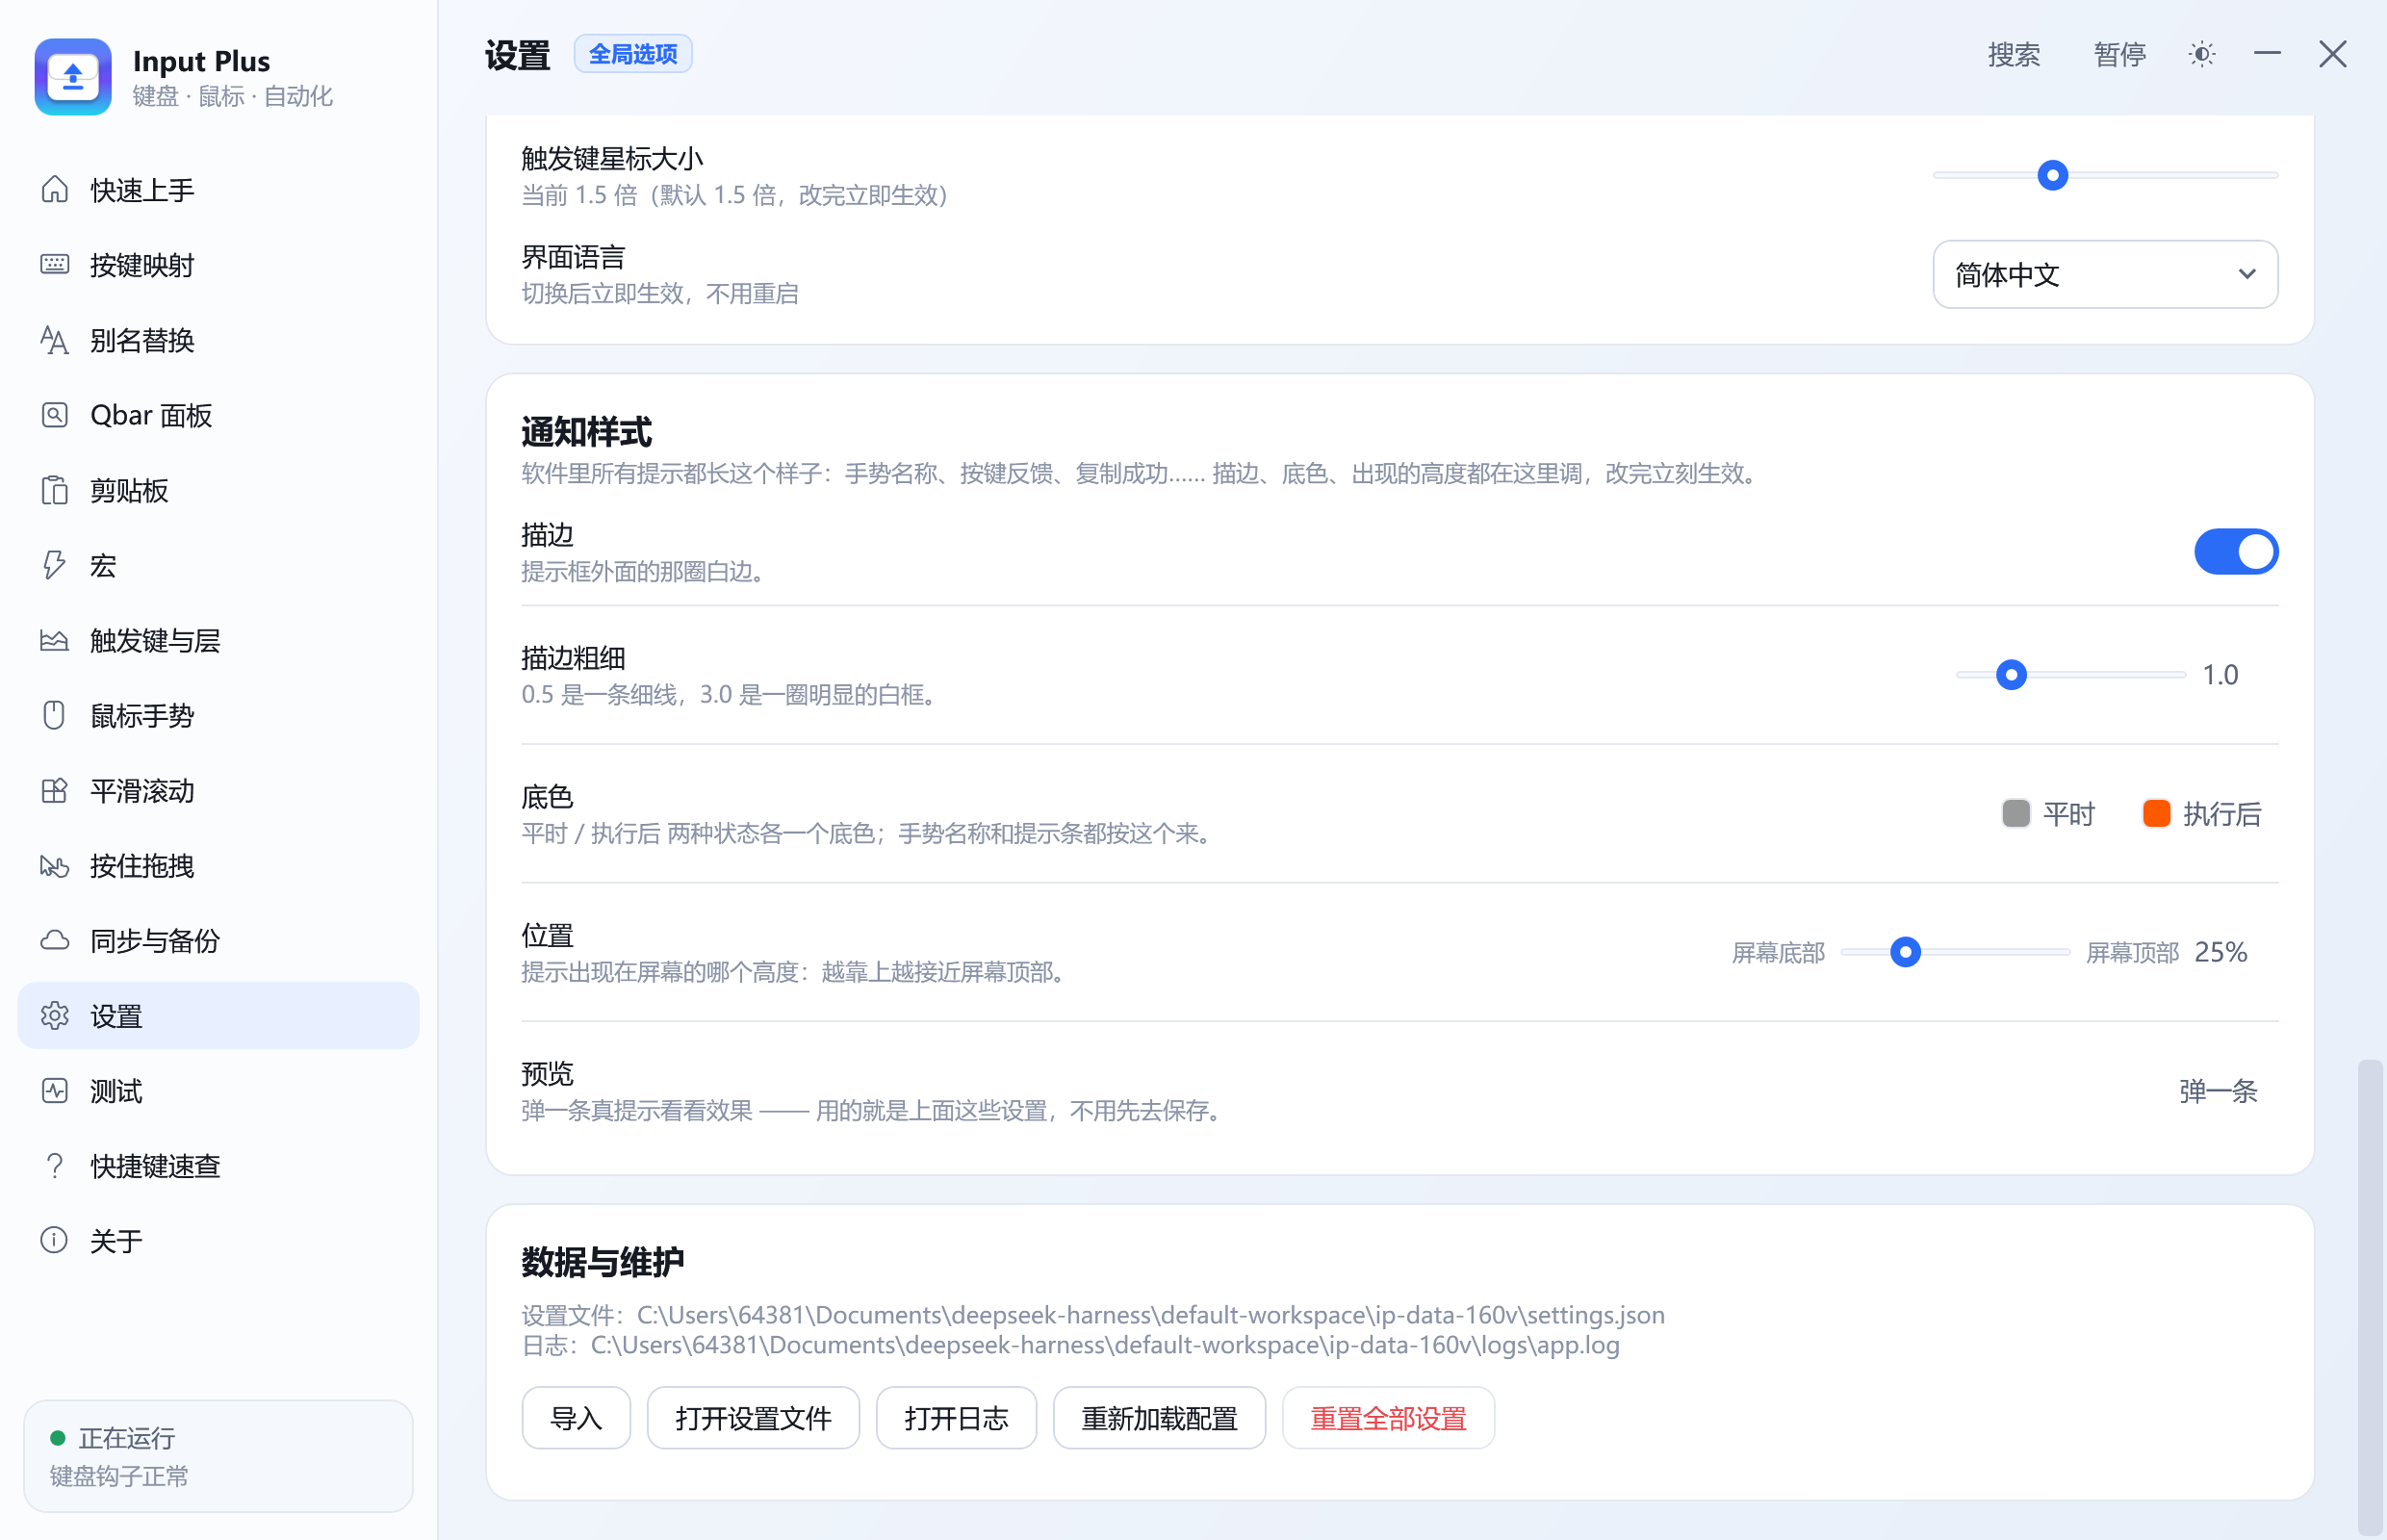 Input Plus
键盘 · 鼠标 · 自动化
快速上手
按键映射
别名替换
Qbar 面板
剪贴板
宏
触发键与层
鼠标手势
平滑滚动
按住拖拽
同步与备份
设置
测试
快捷键速查
关于
正在运行
键盘钩子正常
设置 全局选项 搜索 暂停
触发键星标大小
当前 1.5 倍（默认 1.5 倍，改完立即生效）
界面语言
切换后立即生效，不用重启
简体中文
通知样式
软件里所有提示都长这个样子：手势名称、按键反馈、复制成功…… 描边、底色、出现的高度都在这里调，改完立刻生效。
描边
提示框外面的那圈白边。
描边粗细
0.5 是一条细线，3.0 是一圈明显的白框。
1.0
底色
平时 / 执行后 两种状态各一个底色；手势名称和提示条都按这个来。
平时 执行后
位置
提示出现在屏幕的哪个高度：越靠上越接近屏幕顶部。
屏幕底部 屏幕顶部 25%
预览
弹一条真提示看看效果 —— 用的就是上面这些设置，不用先去保存。
弹一条
数据与维护
设置文件：C:\Users\64381\Documents\deepseek-harness\default-workspace\ip-data-160v\settings.json
日志：C:\Users\64381\Documents\deepseek-harness\default-workspace\ip-data-160v\logs\app.log
导入 打开设置文件 打开日志 重新加载配置 重置全部设置